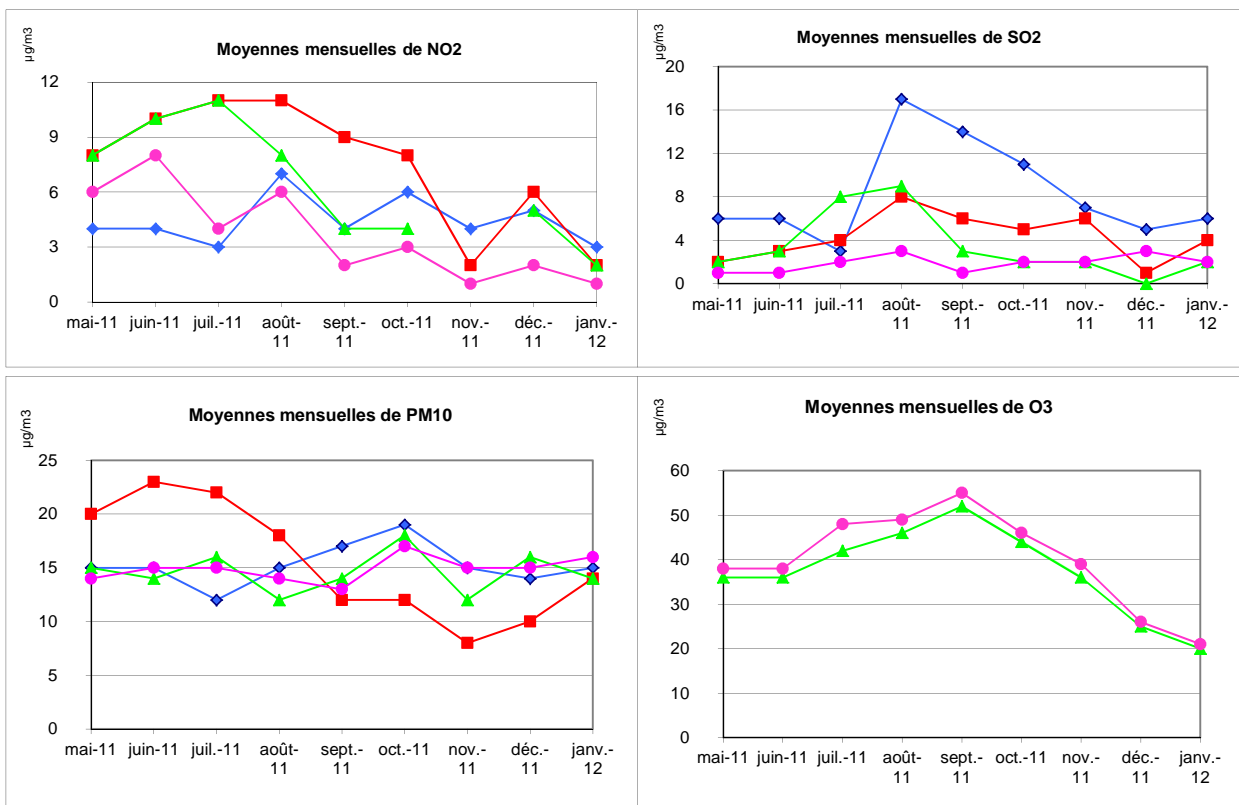 µg/m3
Moyennes mensuelles de NO2
12
9
6
3
0
mai-11 juin-11 juil.-11 août- sept.- oct.-11 nov.- déc.- janv.-
11 11 11 11 12
µg/m3
Moyennes mensuelles de SO2
20
16
12
8
4
0
mai-11 juin-11 juil.-11 août- sept.- oct.-11 nov.- déc.- janv.-
11 11 11 11 12
µg/m3
Moyennes mensuelles de PM10
25
20
15
10
5
0
mai-11 juin-11 juil.-11 août- sept.- oct.-11 nov.- déc.- janv.-
11 11 11 11 12
µg/m3
Moyennes mensuelles de O3
60
50
40
30
20
10
0
mai-11 juin-11 juil.-11 août- sept.- oct.-11 nov.- déc.- janv.-
11 11 11 11 12